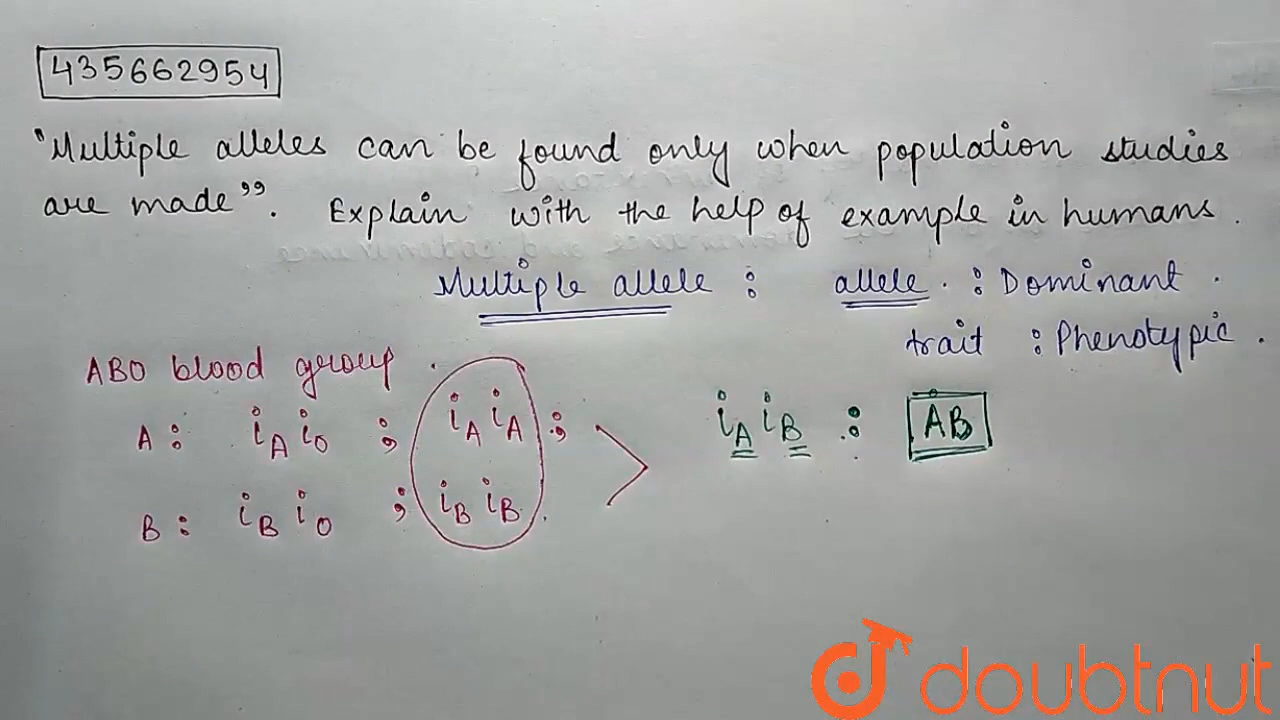 435662954
"Multiple alleles can be found only when population studies
are made". Explain with the help of example in humans.
Multiple allele : allele . : Dominant .
trait : Phenotypic .
ABO blood group .
A : iA iO ; iA iA ; iA iB : AB
B : iB iO ; iB iB .
doubtnut